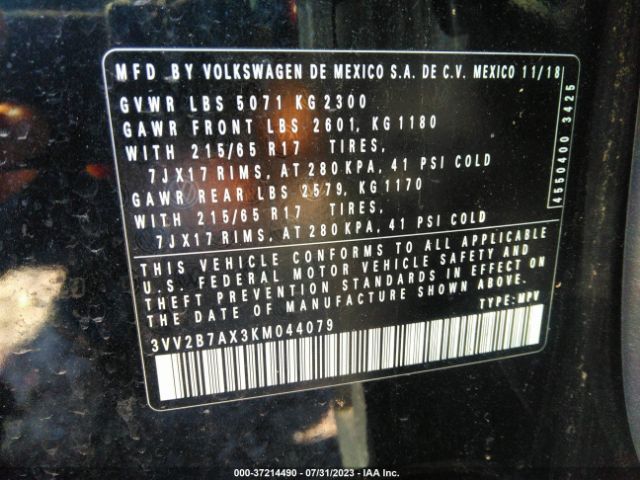 MFD BY VOLKSWAGEN DE MEXICO S.A. DE C.V. MEXICO 11/18
GVWR LBS 5071 KG 2300
GAWR FRONT LBS 2601, KG 1180
WITH 215/65 R17 TIRES,
7JX17 RIMS, AT 280 KPA, 41 PSI COLD
GAWR REAR LBS 2579, KG 1170
WITH 215/65 R17 TIRES,
7JX17 RIMS, AT 280 KPA, 41 PSI COLD
4550400 3425
THIS VEHICLE CONFORMS TO ALL APPLICABLE
U.S. FEDERAL MOTOR VEHICLE SAFETY AND
THEFT PREVENTION STANDARDS IN EFFECT ON
THE DATE OF MANUFACTURE SHOWN ABOVE.
TYPE: MPV
3VV2B7AX3KM044079
000-37214490 - 07/31/2023 - IAA Inc.